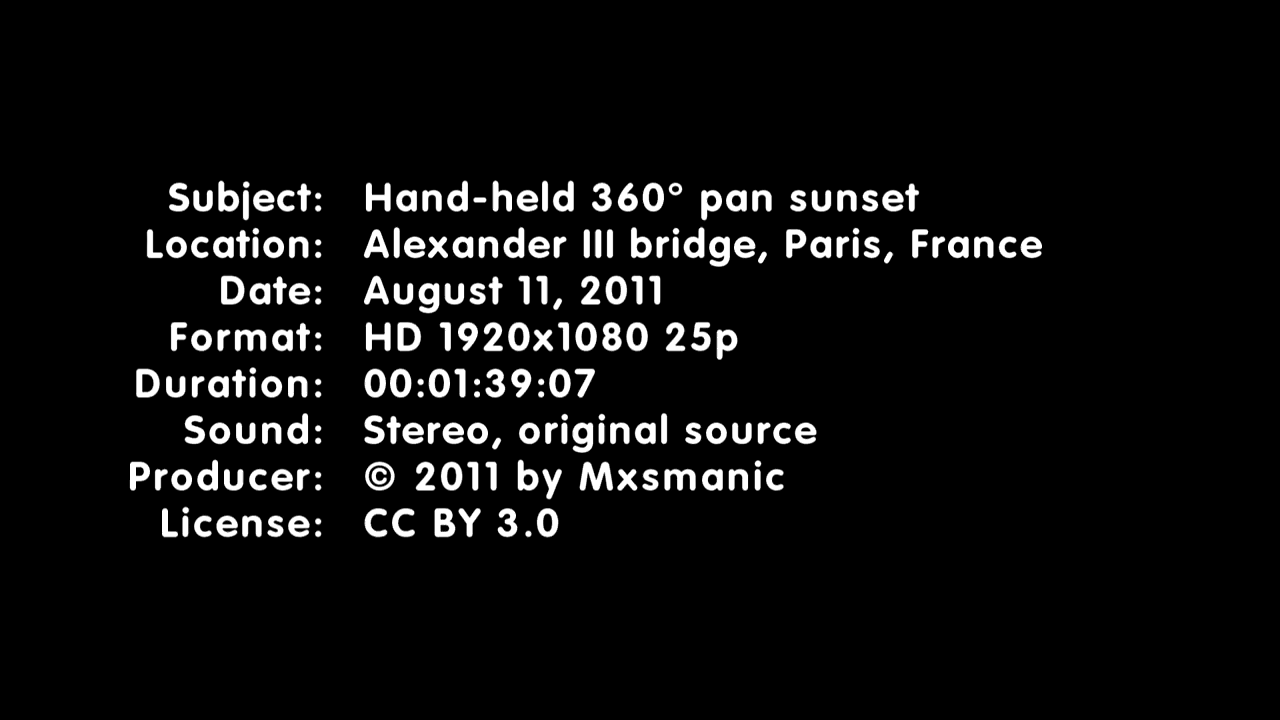 Subject: Hand-held 360° pan sunset
Location: Alexander III bridge, Paris, France
Date: August 11, 2011
Format: HD 1920x1080 25p
Duration: 00:01:39:07
Sound: Stereo, original source
Producer: © 2011 by Mxsmanic
License: CC BY 3.0